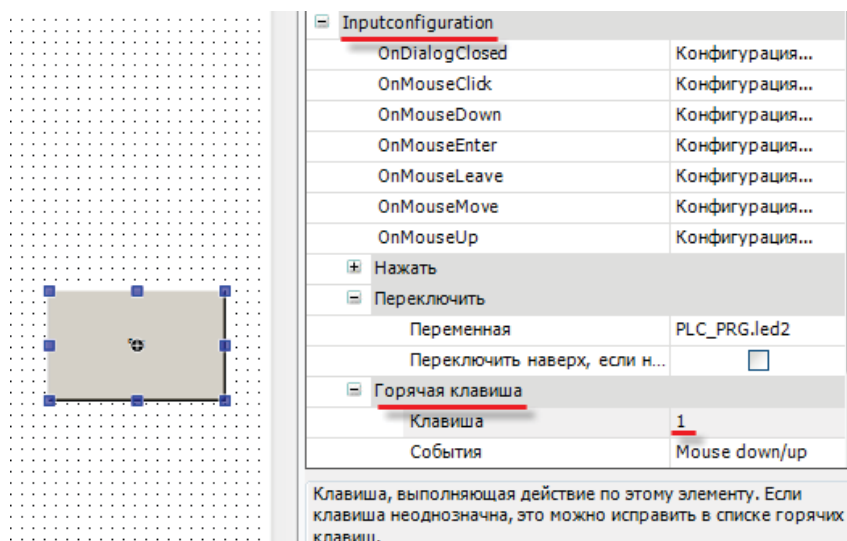 Inputconfiguration
OnDialogClosed Конфигурация...
OnMouseClick Конфигурация...
OnMouseDown Конфигурация...
OnMouseEnter Конфигурация...
OnMouseLeave Конфигурация...
OnMouseMove Конфигурация...
OnMouseUp Конфигурация...
Нажать
Переключить
Переменная PLC_PRG.led2
Переключить наверх, если н...
Горячая клавиша
Клавиша 1
События Mouse down/up
Клавиша, выполняющая действие по этому элементу. Если
клавиша неоднозначна, это можно исправить в списке горячих
клавиш.